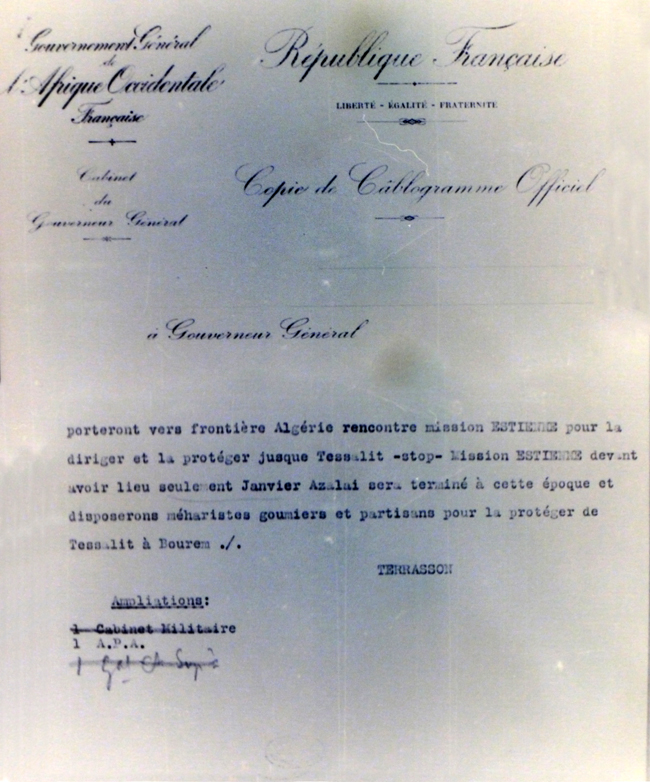 Gouvernement Général
de
l'Afrique Occidentale
Française
Cabinet
du
Gouverneur Général
République Française
LIBERTÉ - ÉGALITÉ - FRATERNITÉ
Copie de Câblogramme Officiel
à Gouverneur Général
porteront vers frontière Algérie rencontre mission ESTIENNE pour la
diriger et la protéger jusque Tessalit -stop- Mission ESTIENNE devant
avoir lieu seulement Janvier Azalai sera terminé à cette époque et
disposerons méharistes goumiers et partisans pour la protéger de
Tessalit à Bourem ./.
TERRASSON
Ampliations:
1 Cabinet Militaire
1 A.P.A.
1